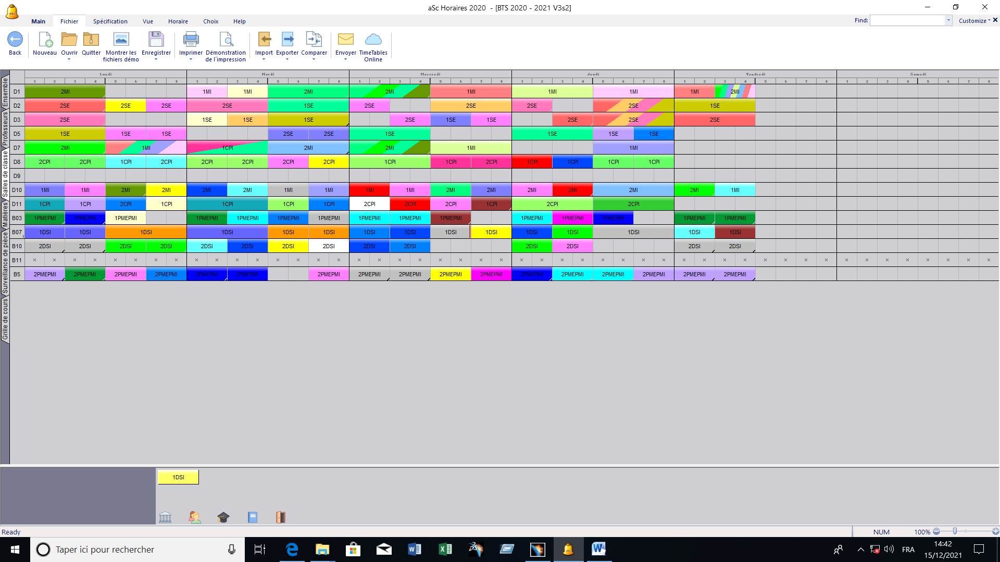 aSc Horaires 2020 - [BTS 2020 - 2021 V3s2]
Main Fichier Spécification Vue Horaire Choix Help Find: Customize
Back Nouveau Ouvrir Quitter Montrer les fichiers démo Enregistrer Imprimer Démonstration de l'impression Import Exporter Comparer Envoyer TimeTables Online
Lundi Mardi Mercredi Jeudi Vendredi Samedi
1 2 3 4 5 6 7 8 1 2 3 4 5 6 7 8 1 2 3 4 5 6 7 8 1 2 3 4 5 6 7 8 1 2 3 4 5 6 7 8 1 2 3 4 5 6 7 8
Ensemble
Professeurs
Salles de classe
Matières
Surveillance de pièce
Grille de cours
D1 2MI 1MI 1MI 2MI 2MI 1MI 1MI 1MI 1MI 2MI
D2 2SE 2SE 2SE 2SE 1SE 2SE 2SE 2SE 2SE 1SE
D3 2SE 1SE 1SE 1SE 2SE 1SE 1SE 2SE 2SE 2SE
D5 1SE 1SE 1SE 2SE 2SE 1SE 1SE 1SE 1SE
D7 2MI 1MI 1CPI 2MI 2MI 1MI 1MI
D8 2CPI 2CPI 1CPI 2CPI 2CPI 2CPI 2CPI 2CPI 1CPI 1CPI 2CPI 1CPI 1CPI 1CPI 1CPI
D9
D10 1MI 1MI 2MI 2MI 2MI 2MI 1MI 1MI 1MI 1MI 2MI 2MI 2MI 2MI 2MI 2MI 1MI
D11 1CPI 1CPI 2CPI 1CPI 1CPI 1CPI 1CPI 2CPI 2CPI 2CPI 1CPI 2CPI 2CPI
B03 1PMEPMI 1PMEPMI 1PMEPMI 1PMEPMI 1PMEPMI 1PMEPMI 1PMEPMI 1PMEPMI 1PMEPMI 1PMEPMI 1PMEPMI 1PMEPMI 1PMEPMI 1PMEPMI 1PMEPMI
B07 1 1DSI 1DSI 1DSI 1DSI 1DSI 1DSI 1DSI 1DSI 1DSI 1DSI 1DSI 1DSI 1DSI 1DSI 1DSI
B10 2DSI 2DSI 2DSI 2DSI 2DSI 2DSI 2DSI 2DSI 2DSI 2DSI 2DSI 2DSI 2DSI 2DSI
B11 × × × × × × × × × × × × × × × × × × × × × × × × × × × × × × × × × × × × × × × × × × × × × × × ×
B5 2PMEPMI 2PMEPMI 2PMEPMI 2PMEPMI 2PMEPMI 2PMEPMI 2PMEPMI 2PMEPMI 2PMEPMI 2PMEPMI 2PMEPMI 2PMEPMI 2PMEPMI 2PMEPMI 2PMEPMI 2PMEPMI 2PMEPMI
1DSI
Ready NUM 100%
Taper ici pour rechercher FRA 14:42
15/12/2021